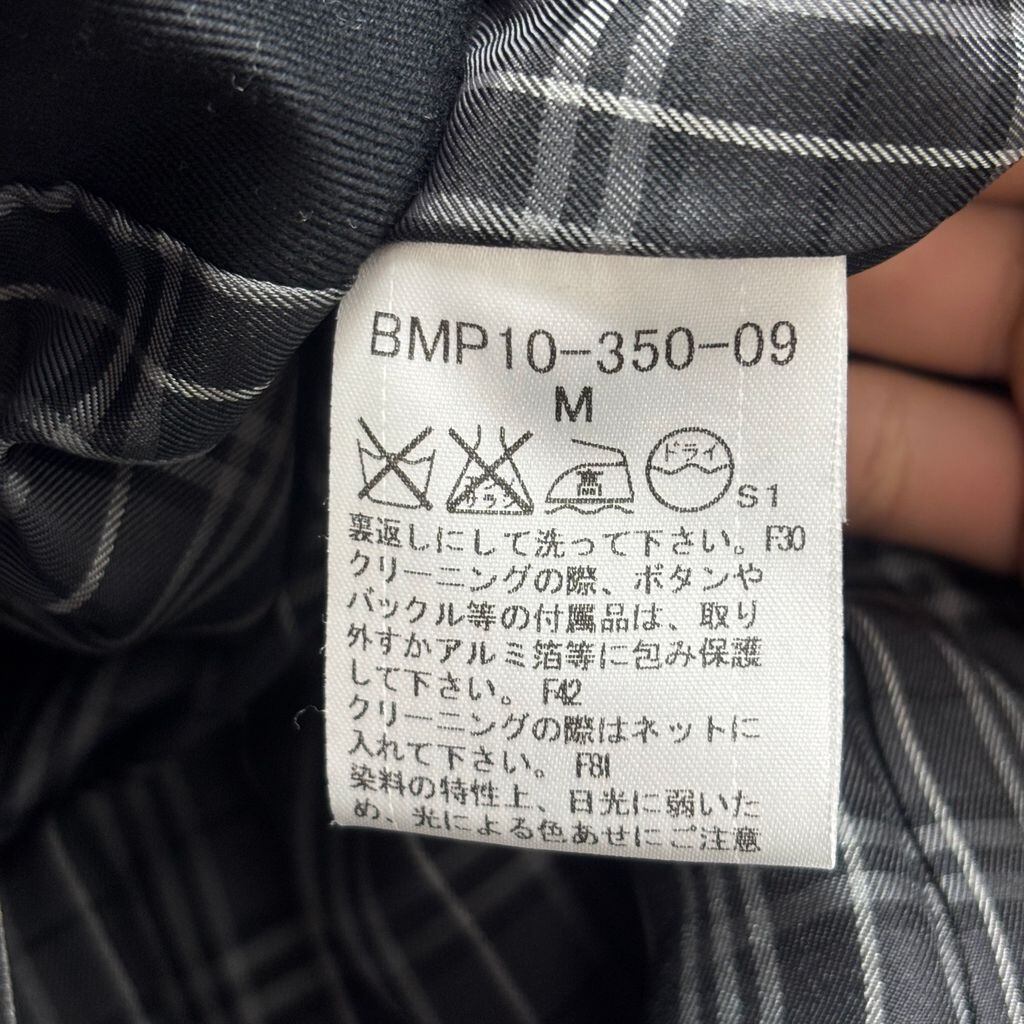 BMP10-350-09
M
高 ドライ S1
裏返しにして洗って下さい。F30
クリーニングの際、ボタンや
バックル等の付属品は、取り
外すかアルミ箔等に包み保護
して下さい。 F42
クリーニングの際はネットに
入れて下さい。 F81
染料の特性上、日光に弱いた
め、光による色あせにご注意